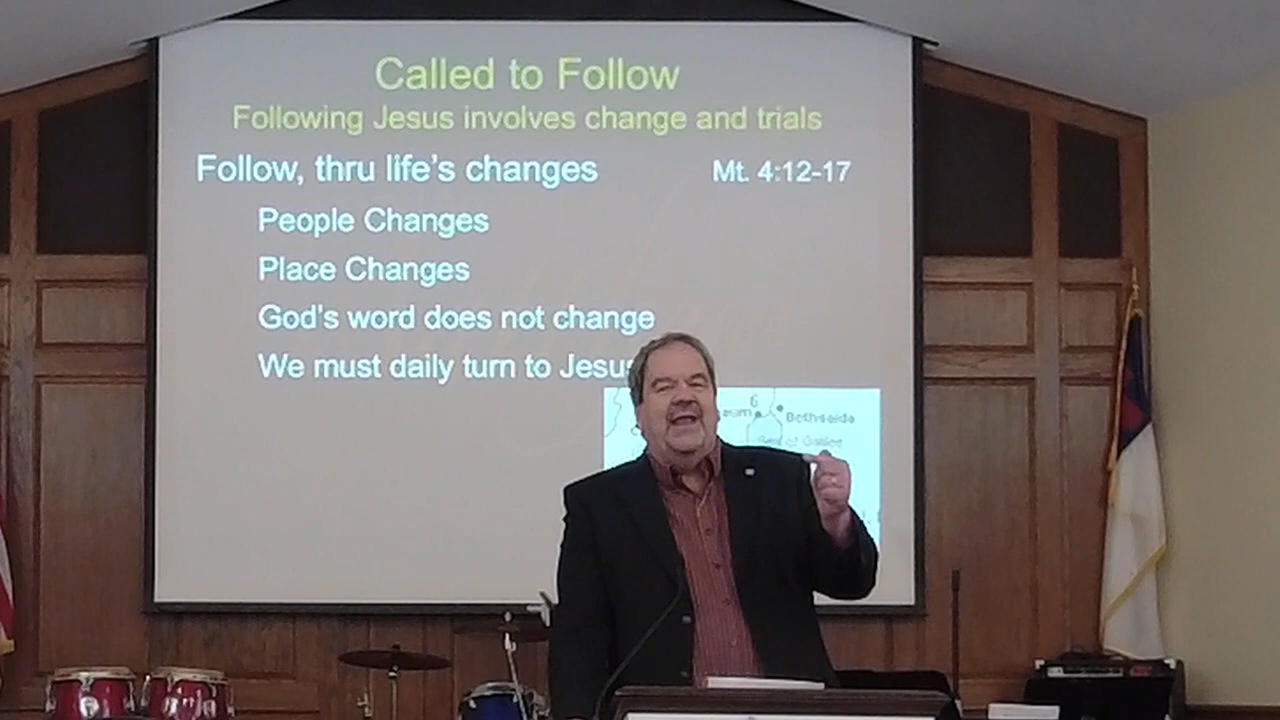 Called to Follow
Following Jesus involves change and trials
Follow, thru life's changes Mt. 4:12-17
People Changes
Place Changes
God's word does not change
We must daily turn to Jesus
6
Bethsaida
Sea of Galilee